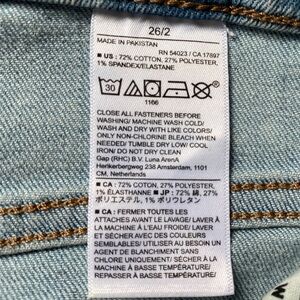 26/2
MADE IN PAKISTAN RN 54023 / CA 17897
■ US : 72% COTTON, 27% POLYESTER,
1% SPANDEX/ELASTANE
30
1166
CLOSE ALL FASTENERS BEFORE
WASHING/ MACHINE WASH COLD/
WASH AND DRY WITH LIKE COLORS/
ONLY NON-CHLORINE BLEACH WHEN
NEEDED/ TUMBLE DRY LOW/ COOL
IRON/ DO NOT DRY CLEAN
Gap (RHC) B.V. Luna ArenA
Herikerbergweg 238 Amsterdam, 1101
CM, Netherlands
■ CA : 72% COTON, 27% POLYESTER,
1% ÉLASTHANNE ■ JP : 72% 綿, 27%
ポリエステル, 1% ポリウレタン
■ CA : FERMER TOUTES LES
ATTACHES AVANT LE LAVAGE/ LAVER À
LA MACHINE À L'EAU FROIDE/ LAVER
ET SÉCHER AVEC DES COULEURS
SEMBLABLES/ UTILISER AU BESOIN UN
AGENT DE BLANCHIMENT SANS
CHLORE UNIQUEMENT/ SÉCHER À LA
MACHINE À BASSE TEMPÉRATURE/
REPASSER À BASSE TEMPÉRATURE/